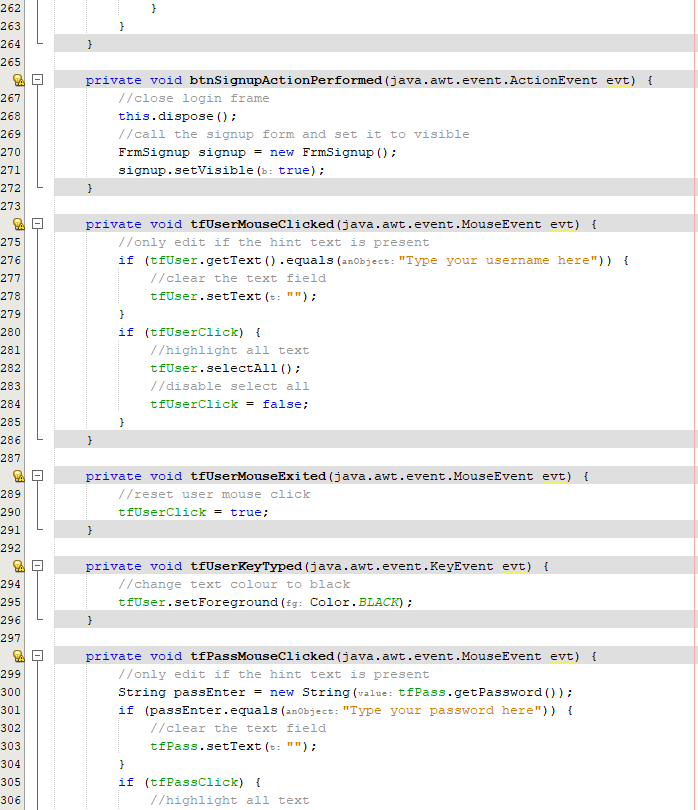 262 }
263 }
264 }
265
private void btnSignupActionPerformed(java.awt.event.ActionEvent evt) {
267 //close login frame
268 this.dispose();
269 //call the signup form and set it to visible
270 FrmSignup signup = new FrmSignup();
271 signup.setVisible(b: true);
272 }
273
private void tfUserMouseClicked(java.awt.event.MouseEvent evt) {
275 //only edit if the hint text is present
276 if (tfUser.getText().equals(anObject: "Type your username here")) {
277 //clear the text field
278 tfUser.setText(t: "");
279 }
280 if (tfUserClick) {
281 //highlight all text
282 tfUser.selectAll();
283 //disable select all
284 tfUserClick = false;
285 }
286 }
287
private void tfUserMouseExited(java.awt.event.MouseEvent evt) {
289 //reset user mouse click
290 tfUserClick = true;
291 }
292
private void tfUserKeyTyped(java.awt.event.KeyEvent evt) {
294 //change text colour to black
295 tfUser.setForeground(fg: Color.BLACK);
296 }
297
private void tfPassMouseClicked(java.awt.event.MouseEvent evt) {
299 //only edit if the hint text is present
300 String passEnter = new String(value: tfPass.getPassword());
301 if (passEnter.equals(anObject: "Type your password here")) {
302 //clear the text field
303 tfPass.setText(t: "");
304 }
305 if (tfPassClick) {
306 //highlight all text